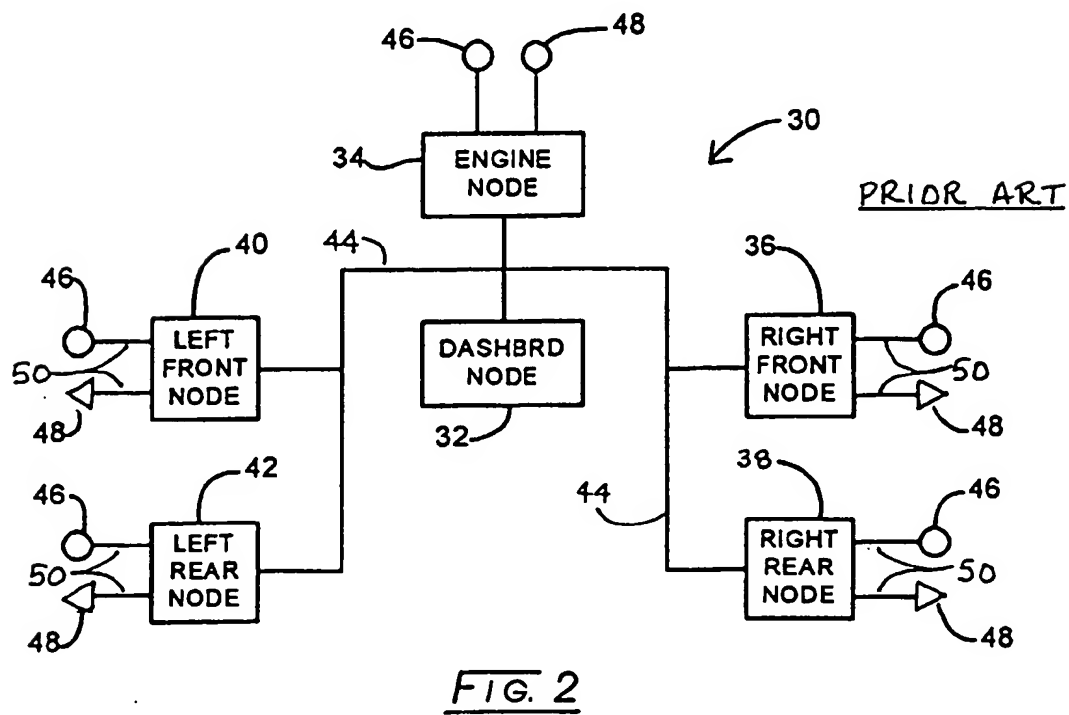 46
48
30
34
ENGINE
NODE
PRIOR ART
44
40
36
46
46
LEFT
FRONT
NODE
DASHBRD
NODE
RIGHT
FRONT
NODE
50
50
48
32
48
42
38
46
44
46
LEFT
REAR
NODE
RIGHT
REAR
NODE
50
50
48
48
FIG. 2